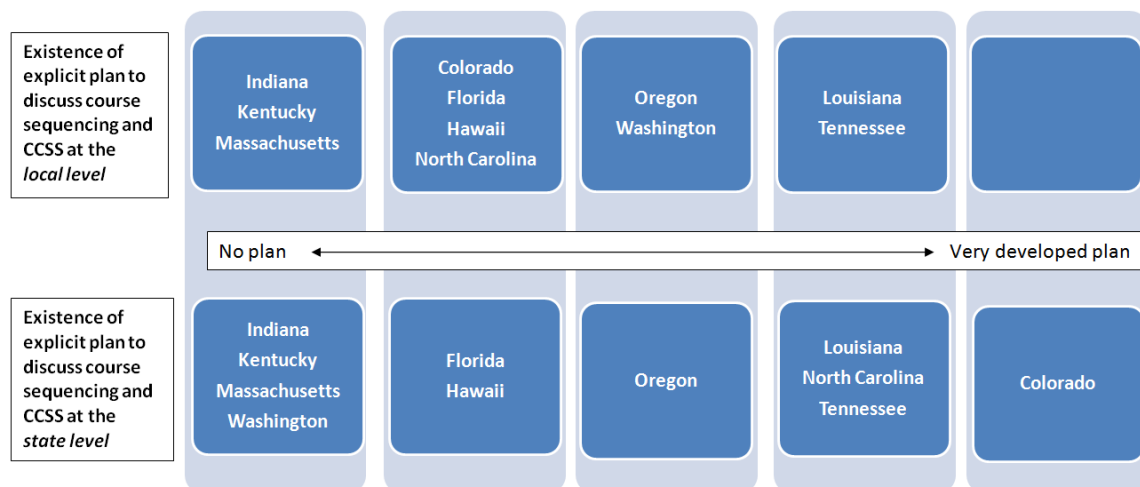 Existence of
explicit plan to
discuss course
sequencing and
CCSS at the
local level
Indiana
Kentucky
Massachusetts
Colorado
Florida
Hawaii
North Carolina
Oregon
Washington
Louisiana
Tennessee
No plan
Very developed plan
Existence of
explicit plan to
discuss course
sequencing and
CCSS at the
state level
Indiana
Kentucky
Massachusetts
Washington
Florida
Hawaii
Oregon
Louisiana
North Carolina
Tennessee
Colorado